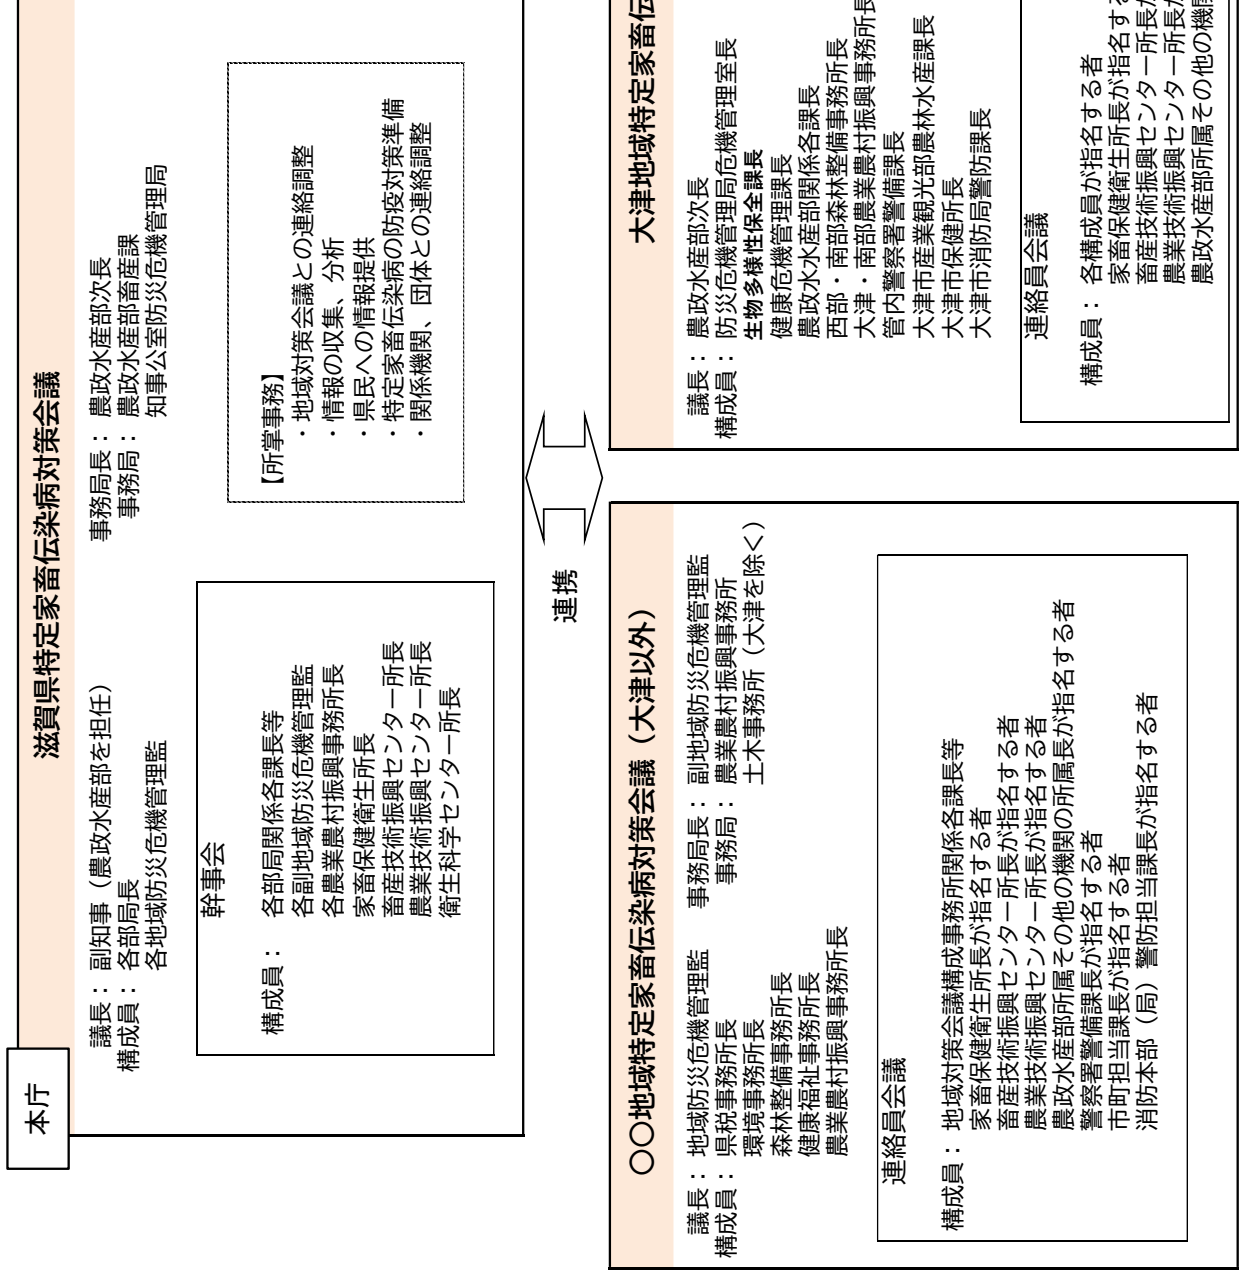 本庁
滋賀県特定家畜伝染病対策会議
議長：副知事（農政水産部を担任）
構成員：各部局長
各地域防災危機管理監
事務局長：農政水産部次長
事務局：農政水産部畜産課
知事公室防災危機管理局
幹事会
構成員：各部局関係各課長等
各副地域防災危機管理監
各農業農村振興事務所長
家畜保健衛生所長
畜産技術振興センター所長
農業技術振興センター所長
衛生科学センター所長
【所掌事務】
・地域対策会議との連絡調整
・情報の収集、分析
・県民への情報提供
・特定家畜伝染病の防疫対策準備
・関係機関、団体との連絡調整
連携
〇〇地域特定家畜伝染病対策会議（大津以外）
議長：地域防災危機管理監
構成員：県税事務所長
環境事務所長
森林整備事務所長
健康福祉事務所長
農業農村振興事務所長
事務局長：副地域防災危機管理監
事務局：農業農村振興事務所
土木事務所（大津を除く）
連絡員会議
構成員：地域対策会議構成事務所関係各課長等
家畜保健衛生所長が指名する者
畜産技術振興センター所長が指名する者
農業技術振興センター所長が指名する者
農政水産部所属その他の機関の所属長が指名する者
警察署警備課長が指名する者
市町担当課長が指名する者
消防本部（局）警防担当課長が指名する者
大津地域特定家畜伝
議長：農政水産部次長
構成員：防災危機管理局危機管理室長
生物多様性保全課長
健康危機管理課長
農政水産部関係各課長
西部・南部森林整備事務所長
大津・南部農業農村振興事務所長
管内警察署警備課長
大津市産業観光部農林水産課長
大津市保健所長
大津市消防局警防課長
連絡員会議
構成員：各構成員が指名する者
家畜保健衛生所長が指名する
畜産技術振興センター所長が
農業技術振興センター所長が
農政水産部所属その他の機関